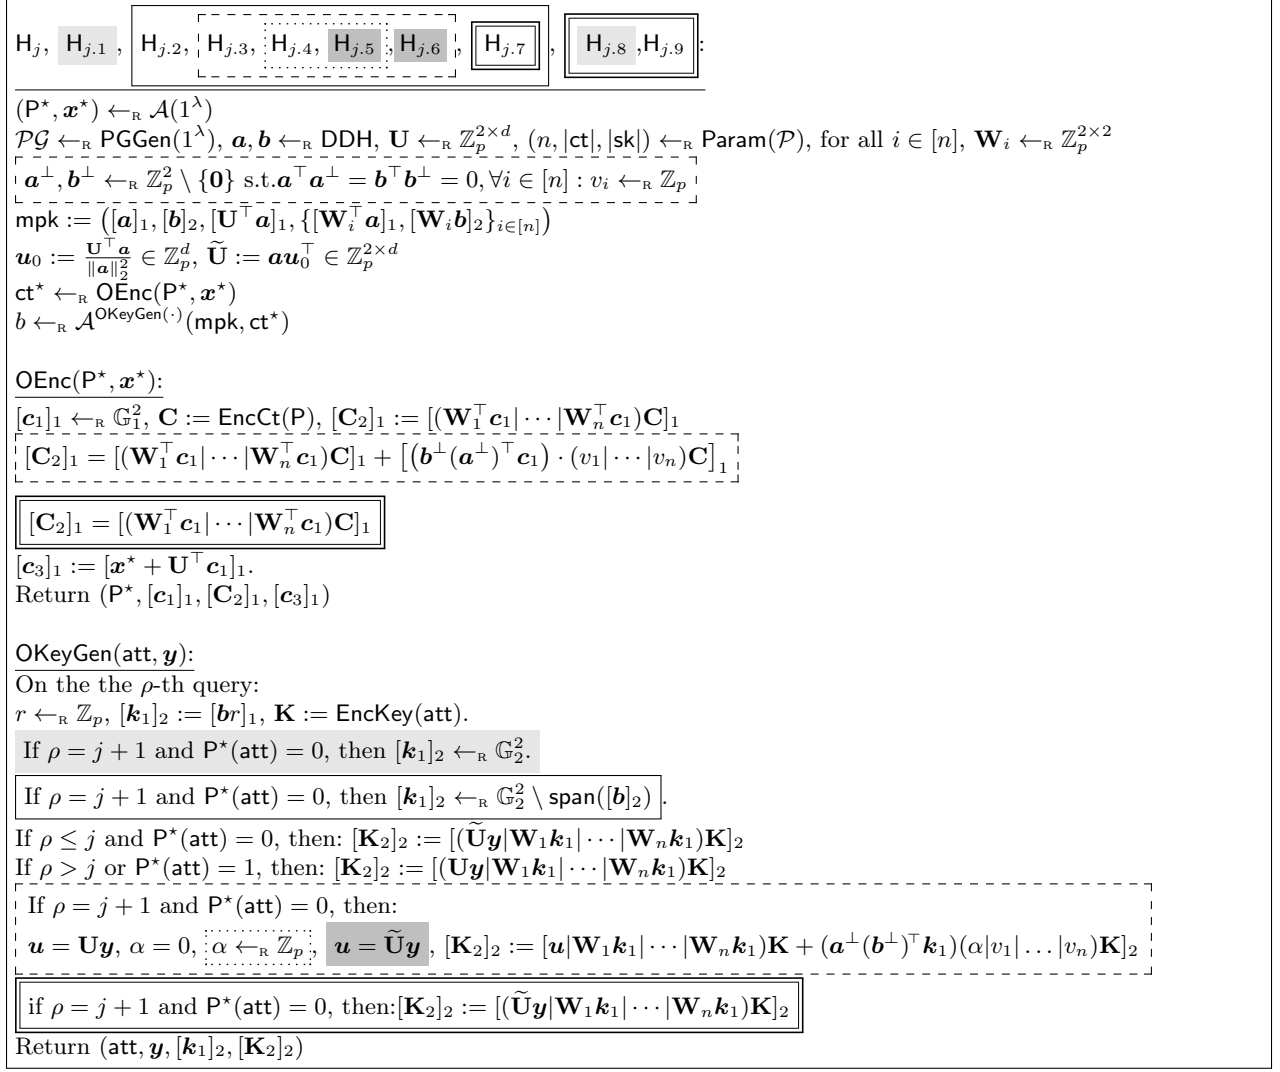 H_j, H_{j.1}, H_{j.2}, H_{j.3}, H_{j.4}, H_{j.5}, H_{j.6}, H_{j.7}, H_{j.8},H_{j.9}:
(P^⋆, 𝒙^⋆) ←_R 𝒜(1^λ)
𝒫𝒢 ←_R PGGen(1^λ), 𝒂, 𝒃 ←_R DDH, 𝐔 ←_R ℤ_p^{2×d}, (n, |ct|, |sk|) ←_R Param(𝒫), for all i ∈ [n], 𝐖_i ←_R ℤ_p^{2×2}
𝒂^⊥, 𝒃^⊥ ←_R ℤ_p^2 \ {𝟎} s.t.𝒂^⊤𝒂^⊥ = 𝒃^⊤𝒃^⊥ = 0, ∀i ∈ [n] : v_i ←_R ℤ_p
mpk := ([𝒂]_1, [𝒃]_2, [𝐔^⊤𝒂]_1, {[𝐖_i^⊤𝒂]_1, [𝐖_i𝒃]_2}_{i∈[n]})
𝒖_0 := \frac{𝐔^⊤𝒂}{‖𝒂‖_2^2} ∈ ℤ_p^d, \widetilde{𝐔} := 𝒂𝒖_0^⊤ ∈ ℤ_p^{2×d}
ct^⋆ ←_R OEnc(P^⋆, 𝒙^⋆)
b ←_R 𝒜^{OKeyGen(·)}(mpk, ct^⋆)
OEnc(P^⋆, 𝒙^⋆):
[𝒄_1]_1 ←_R 𝔾_1^2, 𝐂 := EncCt(P), [𝐂_2]_1 := [(𝐖_1^⊤𝒄_1| ··· |𝐖_n^⊤𝒄_1)𝐂]_1
[𝐂_2]_1 = [(𝐖_1^⊤𝒄_1| ··· |𝐖_n^⊤𝒄_1)𝐂]_1 + [(𝒃^⊥(𝒂^⊥)^⊤𝒄_1) · (v_1| ··· |v_n)𝐂]_1
[𝐂_2]_1 = [(𝐖_1^⊤𝒄_1| ··· |𝐖_n^⊤𝒄_1)𝐂]_1
[𝒄_3]_1 := [𝒙^⋆ + 𝐔^⊤𝒄_1]_1.
Return (P^⋆, [𝒄_1]_1, [𝐂_2]_1, [𝒄_3]_1)
OKeyGen(att, 𝒚):
On the the ρ-th query:
r ←_R ℤ_p, [𝒌_1]_2 := [𝒃r]_1, 𝐊 := EncKey(att).
If ρ = j + 1 and P^⋆(att) = 0, then [𝒌_1]_2 ←_R 𝔾_2^2.
If ρ = j + 1 and P^⋆(att) = 0, then [𝒌_1]_2 ←_R 𝔾_2^2 \ span([𝒃]_2).
If ρ ≤ j and P^⋆(att) = 0, then: [𝐊_2]_2 := [(\widetilde{𝐔}𝒚|𝐖_1𝒌_1| ··· |𝐖_n𝒌_1)𝐊]_2
If ρ > j or P^⋆(att) = 1, then: [𝐊_2]_2 := [(𝐔𝒚|𝐖_1𝒌_1| ··· |𝐖_n𝒌_1)𝐊]_2
If ρ = j + 1 and P^⋆(att) = 0, then:
𝒖 = 𝐔𝒚, α = 0, α ←_R ℤ_p, 𝒖 = \widetilde{𝐔}𝒚, [𝐊_2]_2 := [𝒖|𝐖_1𝒌_1| ··· |𝐖_n𝒌_1)𝐊 + (𝒂^⊥(𝒃^⊥)^⊤𝒌_1)(α|v_1| ... |v_n)𝐊]_2
if ρ = j + 1 and P^⋆(att) = 0, then:[𝐊_2]_2 := [(\widetilde{𝐔}𝒚|𝐖_1𝒌_1| ··· |𝐖_n𝒌_1)𝐊]_2
Return (att, 𝒚, [𝒌_1]_2, [𝐊_2]_2)